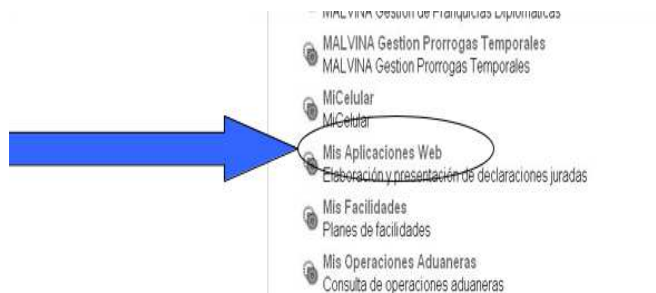 MALVINA Gestion de Franquicias Diplomaticas
MALVINA Gestion Prorrogas Temporales
MALVINA Gestion Prorrogas Temporales
MiCelular
MiCelular
Mis Aplicaciones Web
Elaboración y presentación de declaraciones juradas
Mis Facilidades
Planes de facilidades
Mis Operaciones Aduaneras
Consulta de operaciones aduaneras